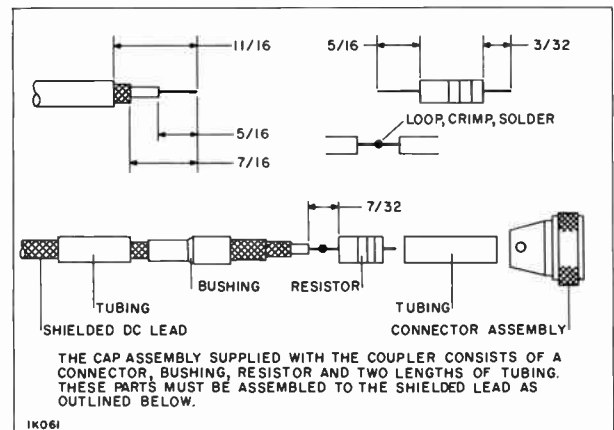 11/16
5/16
3/32
LOOP, CRIMP, SOLDER
5/16
7/16
7/32
BUSHING
RESISTOR
TUBING
TUBING
SHIELDED DC LEAD
CONNECTOR ASSEMBLY
THE CAP ASSEMBLY SUPPLIED WITH THE COUPLER CONSISTS OF A
CONNECTOR, BUSHING, RESISTOR AND TWO LENGTHS OF TUBING.
THESE PARTS MUST BE ASSEMBLED TO THE SHIELDED LEAD AS
OUTLINED BELOW.
IK061